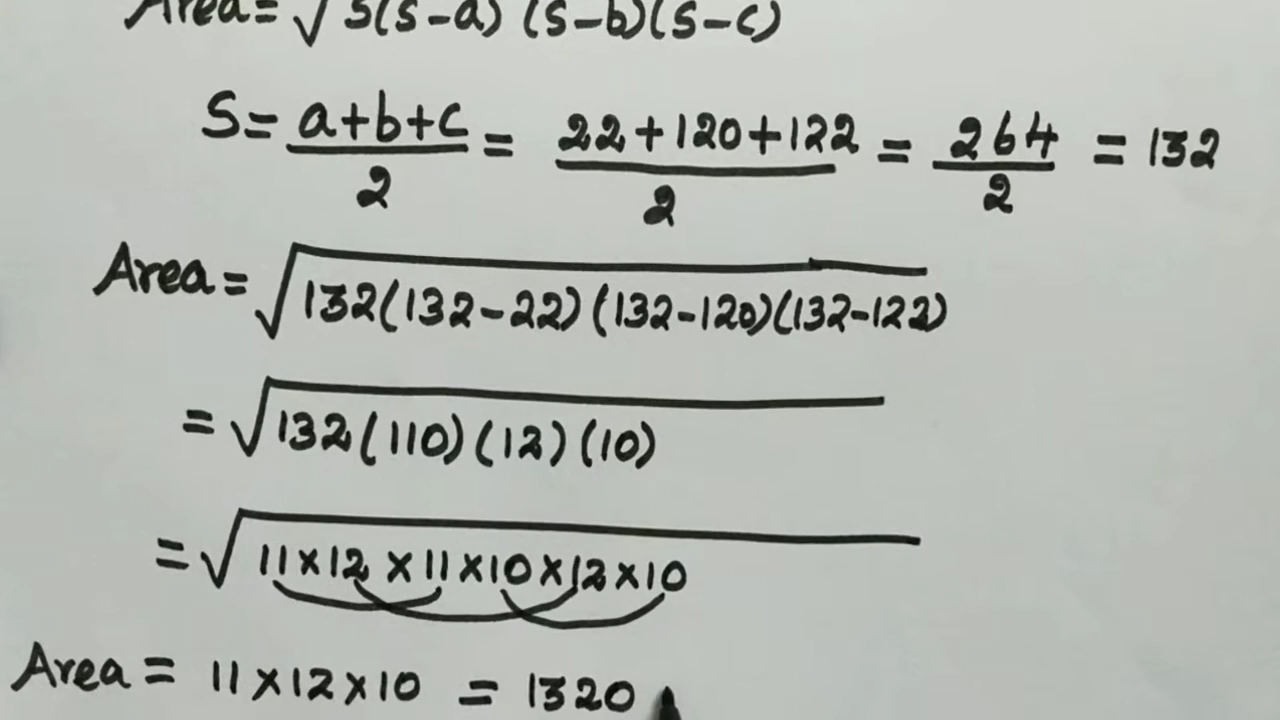 Area= √s(s-a) (s-b)(s-c)
S= a+b+c/2 = 22+120+122/2 = 264/2 = 132
Area= √132(132-22)(132-120)(132-122)
= √132(110)(12)(10)
= √11×12×11×10×12×10
Area= 11×12×10 = 1320